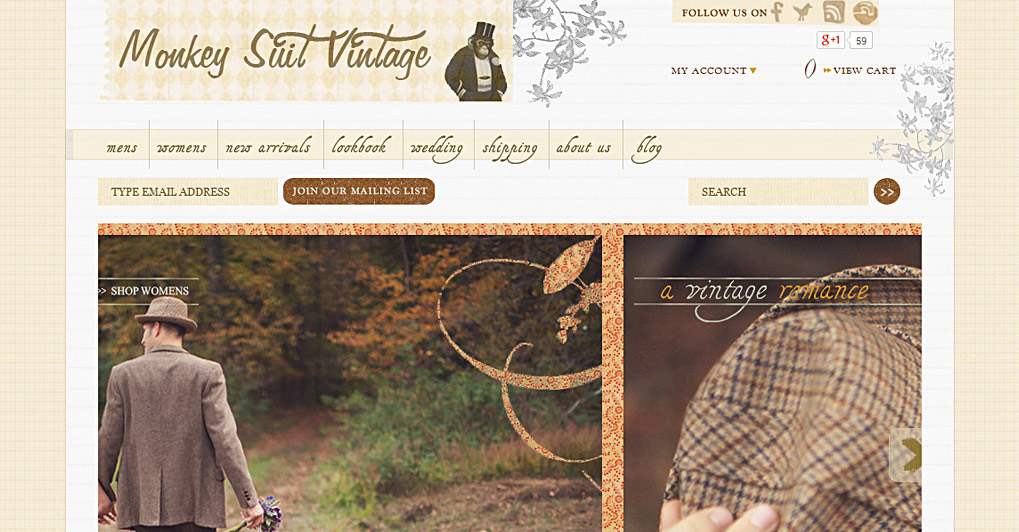 Monkey Suit Vintage
FOLLOW US ON
g+1 59
MY ACCOUNT 0 VIEW CART
mens womens new arrivals lookbook wedding shipping about us blog
TYPE EMAIL ADDRESS JOIN OUR MAILING LIST SEARCH >>
>> SHOP WOMENS
a vintage romance